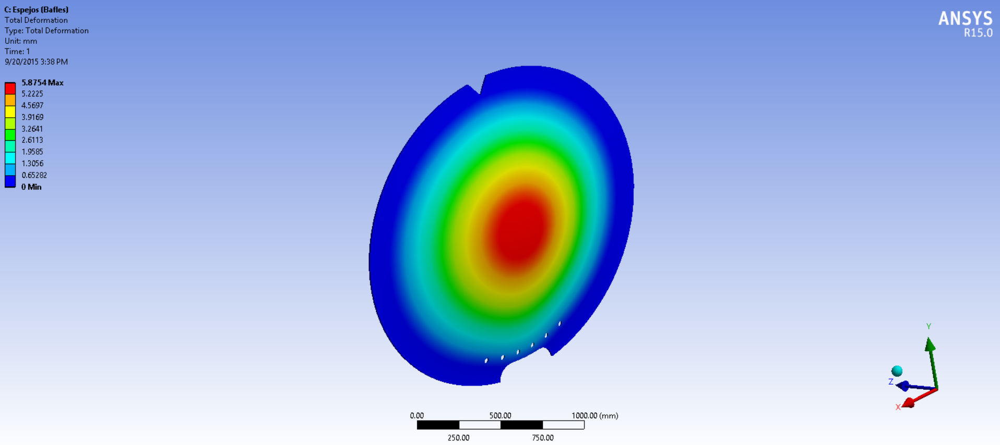 C: Espejos (Bafles)
Total Deformation
Type: Total Deformation
Unit: mm
Time: 1
9/20/2015 3:38 PM
ANSYS
R15.0
5.8754 Max
5.2225
4.5697
3.9169
3.2641
2.6113
1.9585
1.3056
0.65282
0 Min
Y
Z
X
0.00 500.00 1000.00 (mm)
250.00 750.00